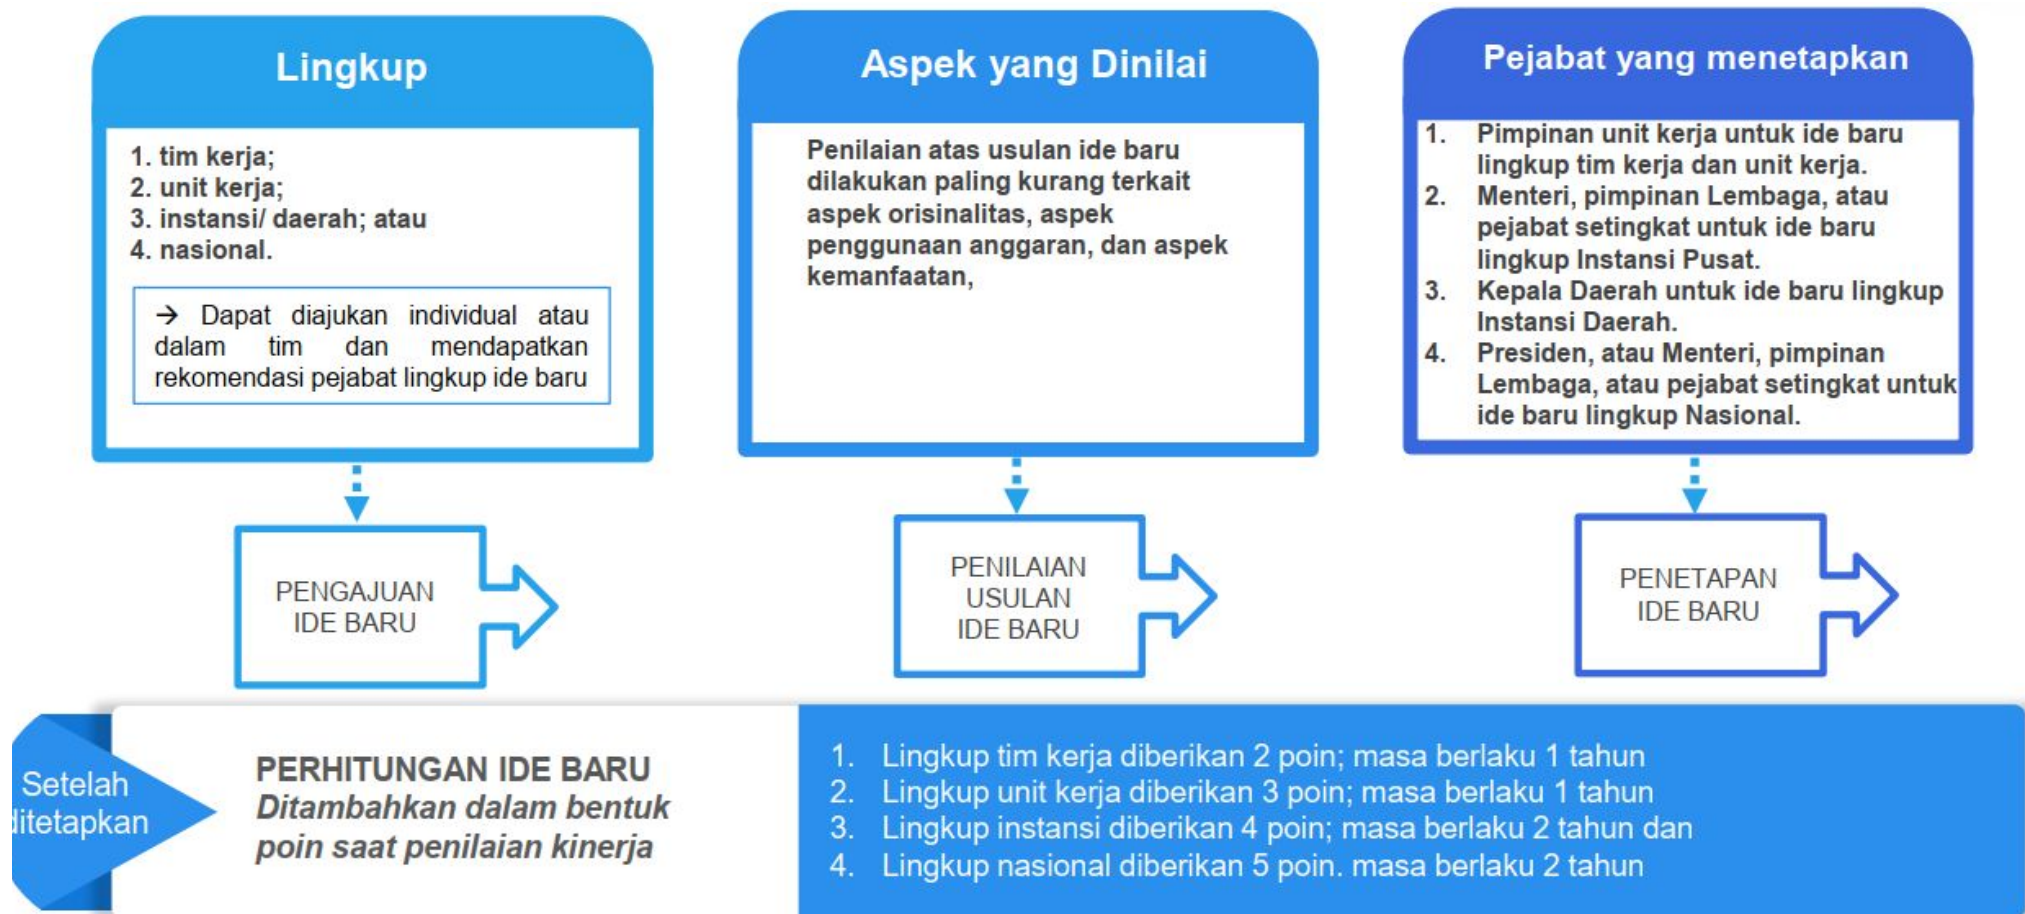 Lingkup
1. tim kerja;
2. unit kerja;
3. instansi/ daerah; atau
4. nasional.
→ Dapat diajukan individual atau
dalam tim dan mendapatkan
rekomendasi pejabat lingkup ide baru
PENGAJUAN
IDE BARU
Aspek yang Dinilai
Penilaian atas usulan ide baru
dilakukan paling kurang terkait
aspek orisinalitas, aspek
penggunaan anggaran, dan aspek
kemanfaatan,
PENILAIAN
USULAN
IDE BARU
Pejabat yang menetapkan
1. Pimpinan unit kerja untuk ide baru
lingkup tim kerja dan unit kerja.
2. Menteri, pimpinan Lembaga, atau
pejabat setingkat untuk ide baru
lingkup Instansi Pusat.
3. Kepala Daerah untuk ide baru lingkup
Instansi Daerah.
4. Presiden, atau Menteri, pimpinan
Lembaga, atau pejabat setingkat untuk
ide baru lingkup Nasional.
PENETAPAN
IDE BARU
Setelah
ditetapkan
PERHITUNGAN IDE BARU
Ditambahkan dalam bentuk
poin saat penilaian kinerja
1. Lingkup tim kerja diberikan 2 poin; masa berlaku 1 tahun
2. Lingkup unit kerja diberikan 3 poin; masa berlaku 1 tahun
3. Lingkup instansi diberikan 4 poin; masa berlaku 2 tahun dan
4. Lingkup nasional diberikan 5 poin. masa berlaku 2 tahun